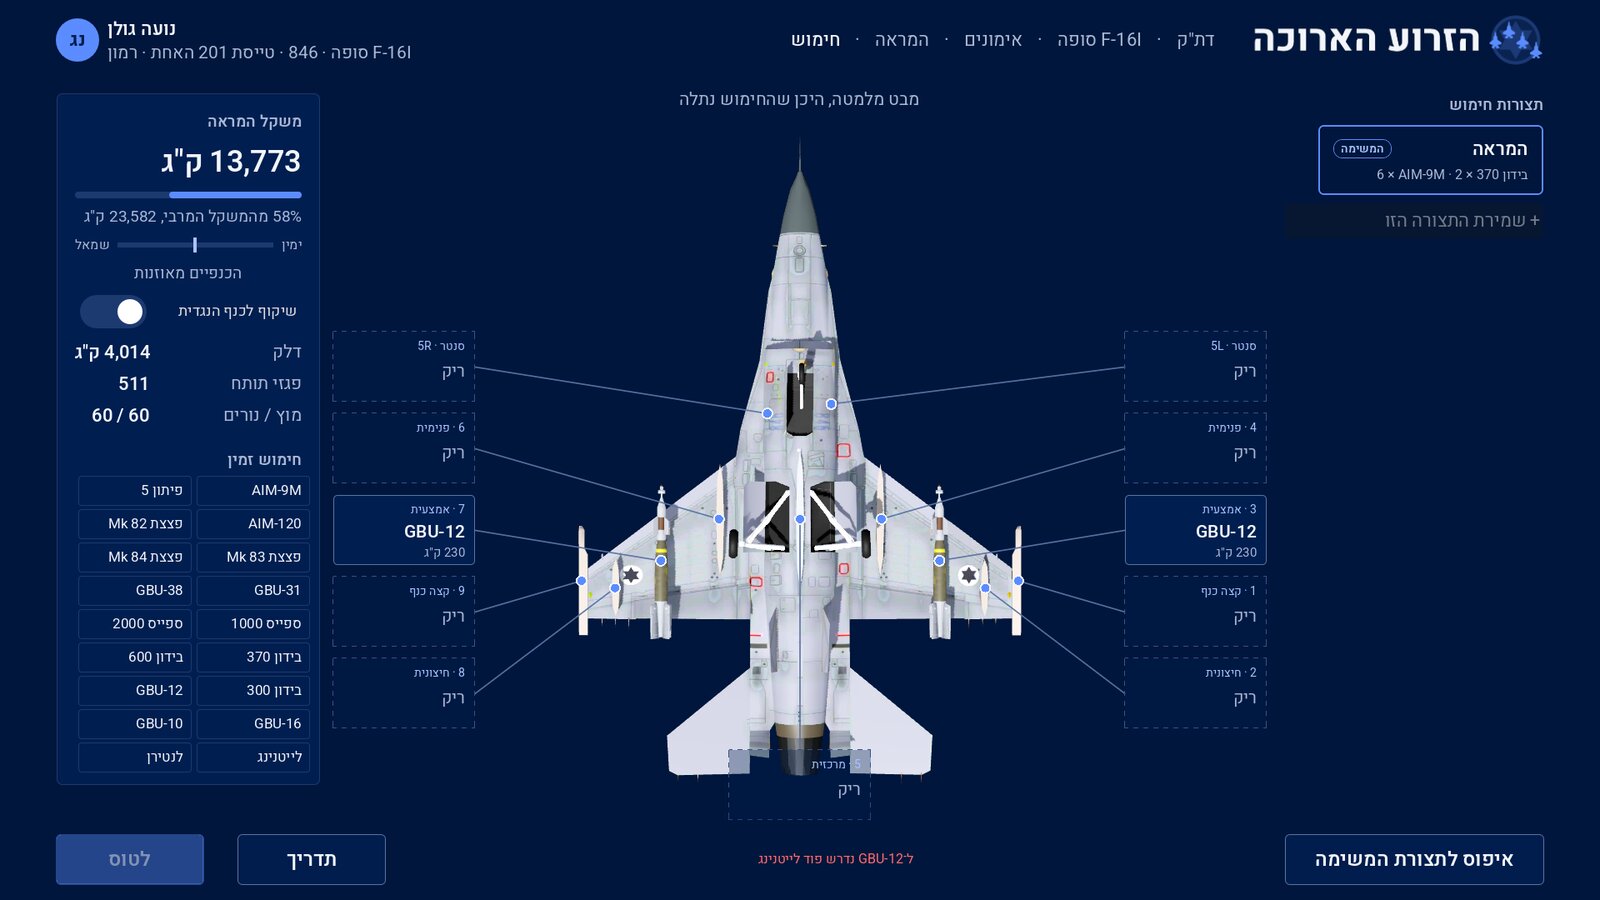 הזרוע הארוכה
דת"ק · F-16I סופה · אימונים · המראה · חימוש
נועה גולן
F-16I סופה · 846 · טייסת 201 האחת · רמון
נג
תצורות חימוש
המראה
המשימה
בידון 370 × 2 · AIM-9M × 6
+ שמירת התצורה הזו
מבט מלמטה, היכן שהחימוש נתלה
סנטר · 5L
ריק
4 · פנימית
ריק
3 · אמצעית
GBU-12
230 ק"ג
1 · קצה כנף
ריק
2 · חיצונית
ריק
סנטר · 5R
ריק
6 · פנימית
ריק
7 · אמצעית
GBU-12
230 ק"ג
9 · קצה כנף
ריק
8 · חיצונית
ריק
5 · מרכזית
ריק
משקל המראה
13,773 ק"ג
58% מהמשקל המרבי, 23,582 ק"ג
ימין
שמאל
הכנפיים מאוזנות
שיקוף לכנף הנגדית
דלק 4,014 ק"ג
פגזי תותח 511
מוץ / נורים 60 / 60
חימוש זמין
AIM-9M
פיתון 5
AIM-120
פצצת Mk 82
פצצת Mk 83
פצצת Mk 84
GBU-31
GBU-38
ספייס 1000
ספייס 2000
בידון 370
בידון 600
בידון 300
GBU-12
GBU-16
GBU-10
לייטנינג
לנטירן
איפוס לתצורת המשימה
ל־GBU-12 נדרש פוד לייטנינג
תדריך
לטוס